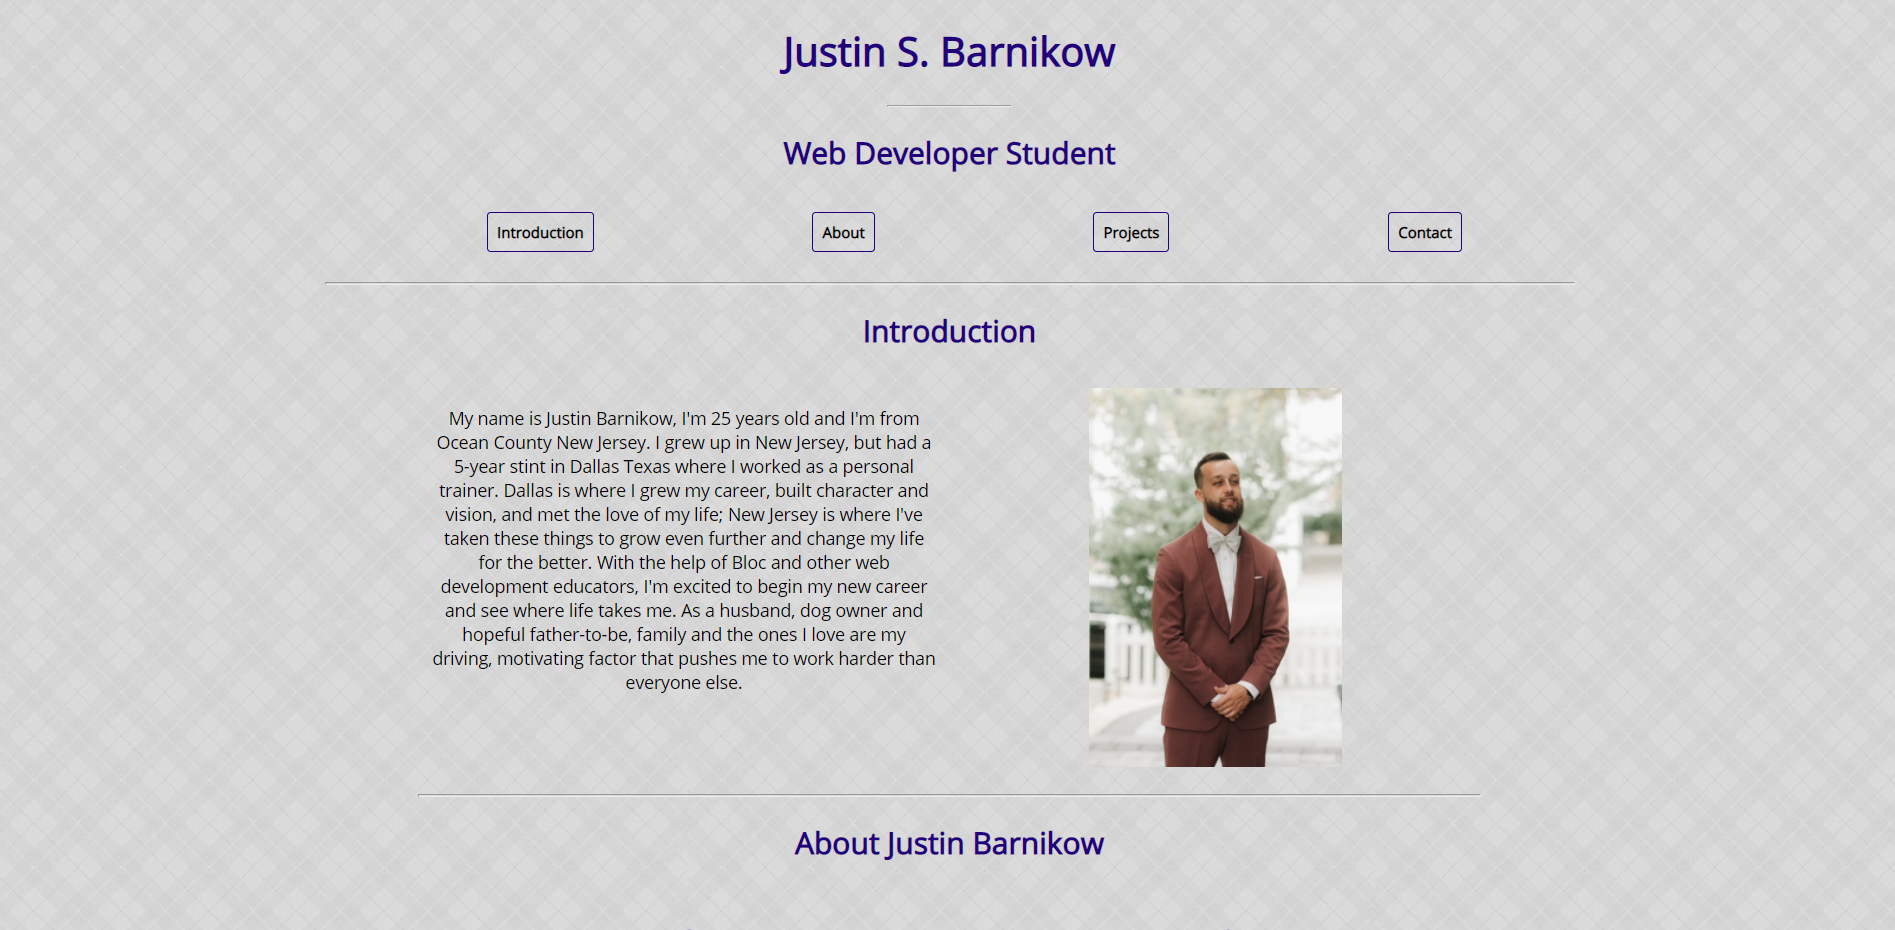 Justin S. Barnikow
Web Developer Student
Introduction
About
Projects
Contact
Introduction
My name is Justin Barnikow, I'm 25 years old and I'm from
Ocean County New Jersey. I grew up in New Jersey, but had a
5-year stint in Dallas Texas where I worked as a personal
trainer. Dallas is where I grew my career, built character and
vision, and met the love of my life; New Jersey is where I've
taken these things to grow even further and change my life
for the better. With the help of Bloc and other web
development educators, I'm excited to begin my new career
and see where life takes me. As a husband, dog owner and
hopeful father-to-be, family and the ones I love are my
driving, motivating factor that pushes me to work harder than
everyone else.
About Justin Barnikow